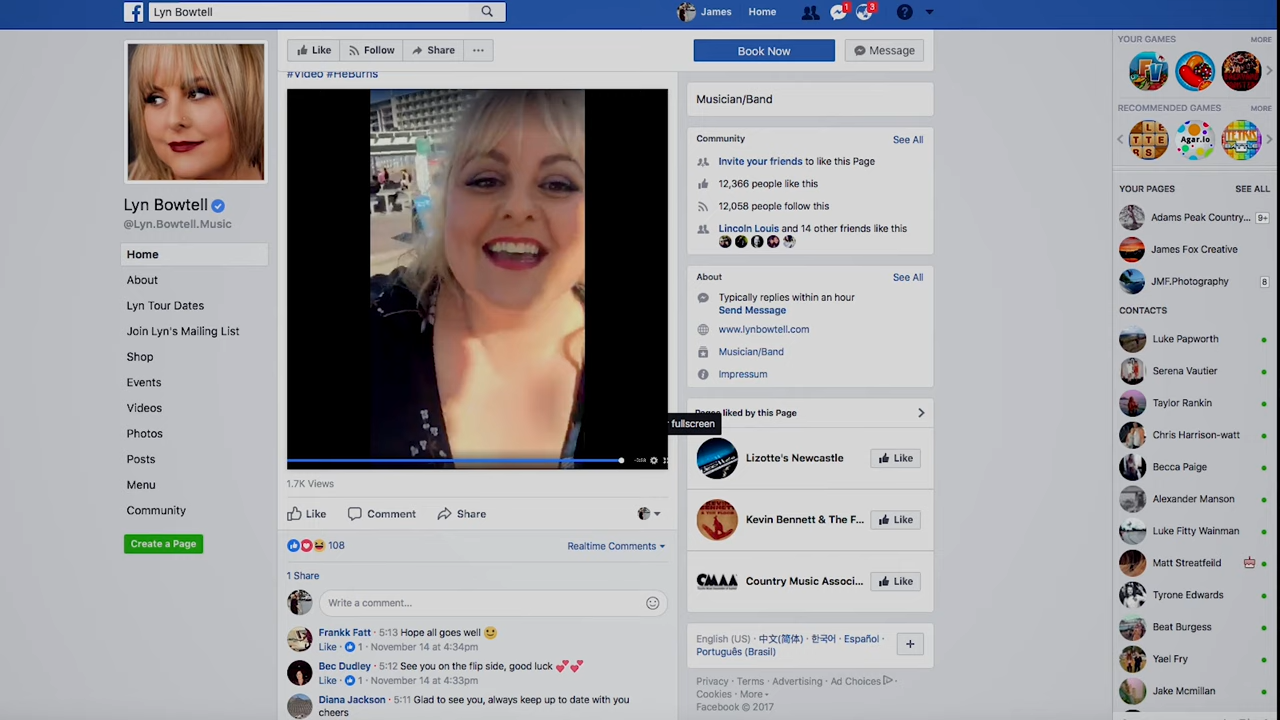 Lyn Bowtell
James
Home
1
3
Like
Follow
Share
Book Now
Message
#Video #HeBurns
Lyn Bowtell
@Lyn.Bowtell.Music
Home
About
Lyn Tour Dates
Join Lyn's Mailing List
Shop
Events
Videos
Photos
Posts
Menu
Community
Create a Page
1.7K Views
Like
Comment
Share
108
Realtime Comments
1 Share
Write a comment...
Frankk Fatt · 5:13 Hope all goes well
Like · 1 · November 14 at 4:34pm
Bec Dudley · 5:12 See you on the flip side, good luck
Like · 1 · November 14 at 4:33pm
Diana Jackson · 5:11 Glad to see you, always keep up to date with you
cheers
Musician/Band
Community
See All
Invite your friends to like this Page
12,366 people like this
12,058 people follow this
Lincoln Louis and 14 other friends like this
About
See All
Typically replies within an hour
Send Message
www.lynbowtell.com
Musician/Band
Impressum
Pages liked by this Page
fullscreen
Lizotte's Newcastle
Like
Kevin Bennett & The F...
Like
CMAA
Country Music Associ...
Like
English (US) · 中文(简体) · 한국어 · Español ·
Português (Brasil)
Privacy · Terms · Advertising · Ad Choices ·
Cookies · More
Facebook © 2017
YOUR GAMES
MORE
RECOMMENDED GAMES
MORE
LETTERS
Agar.io
TETRIS
YOUR PAGES
SEE ALL
Adams Peak Country...
9+
James Fox Creative
JMF.Photography
8
CONTACTS
Luke Papworth
Serena Vautier
Taylor Rankin
Chris Harrison-watt
Becca Paige
Alexander Manson
Luke Fitty Wainman
Matt Streatfeild
Tyrone Edwards
Beat Burgess
Yael Fry
Jake Mcmillan